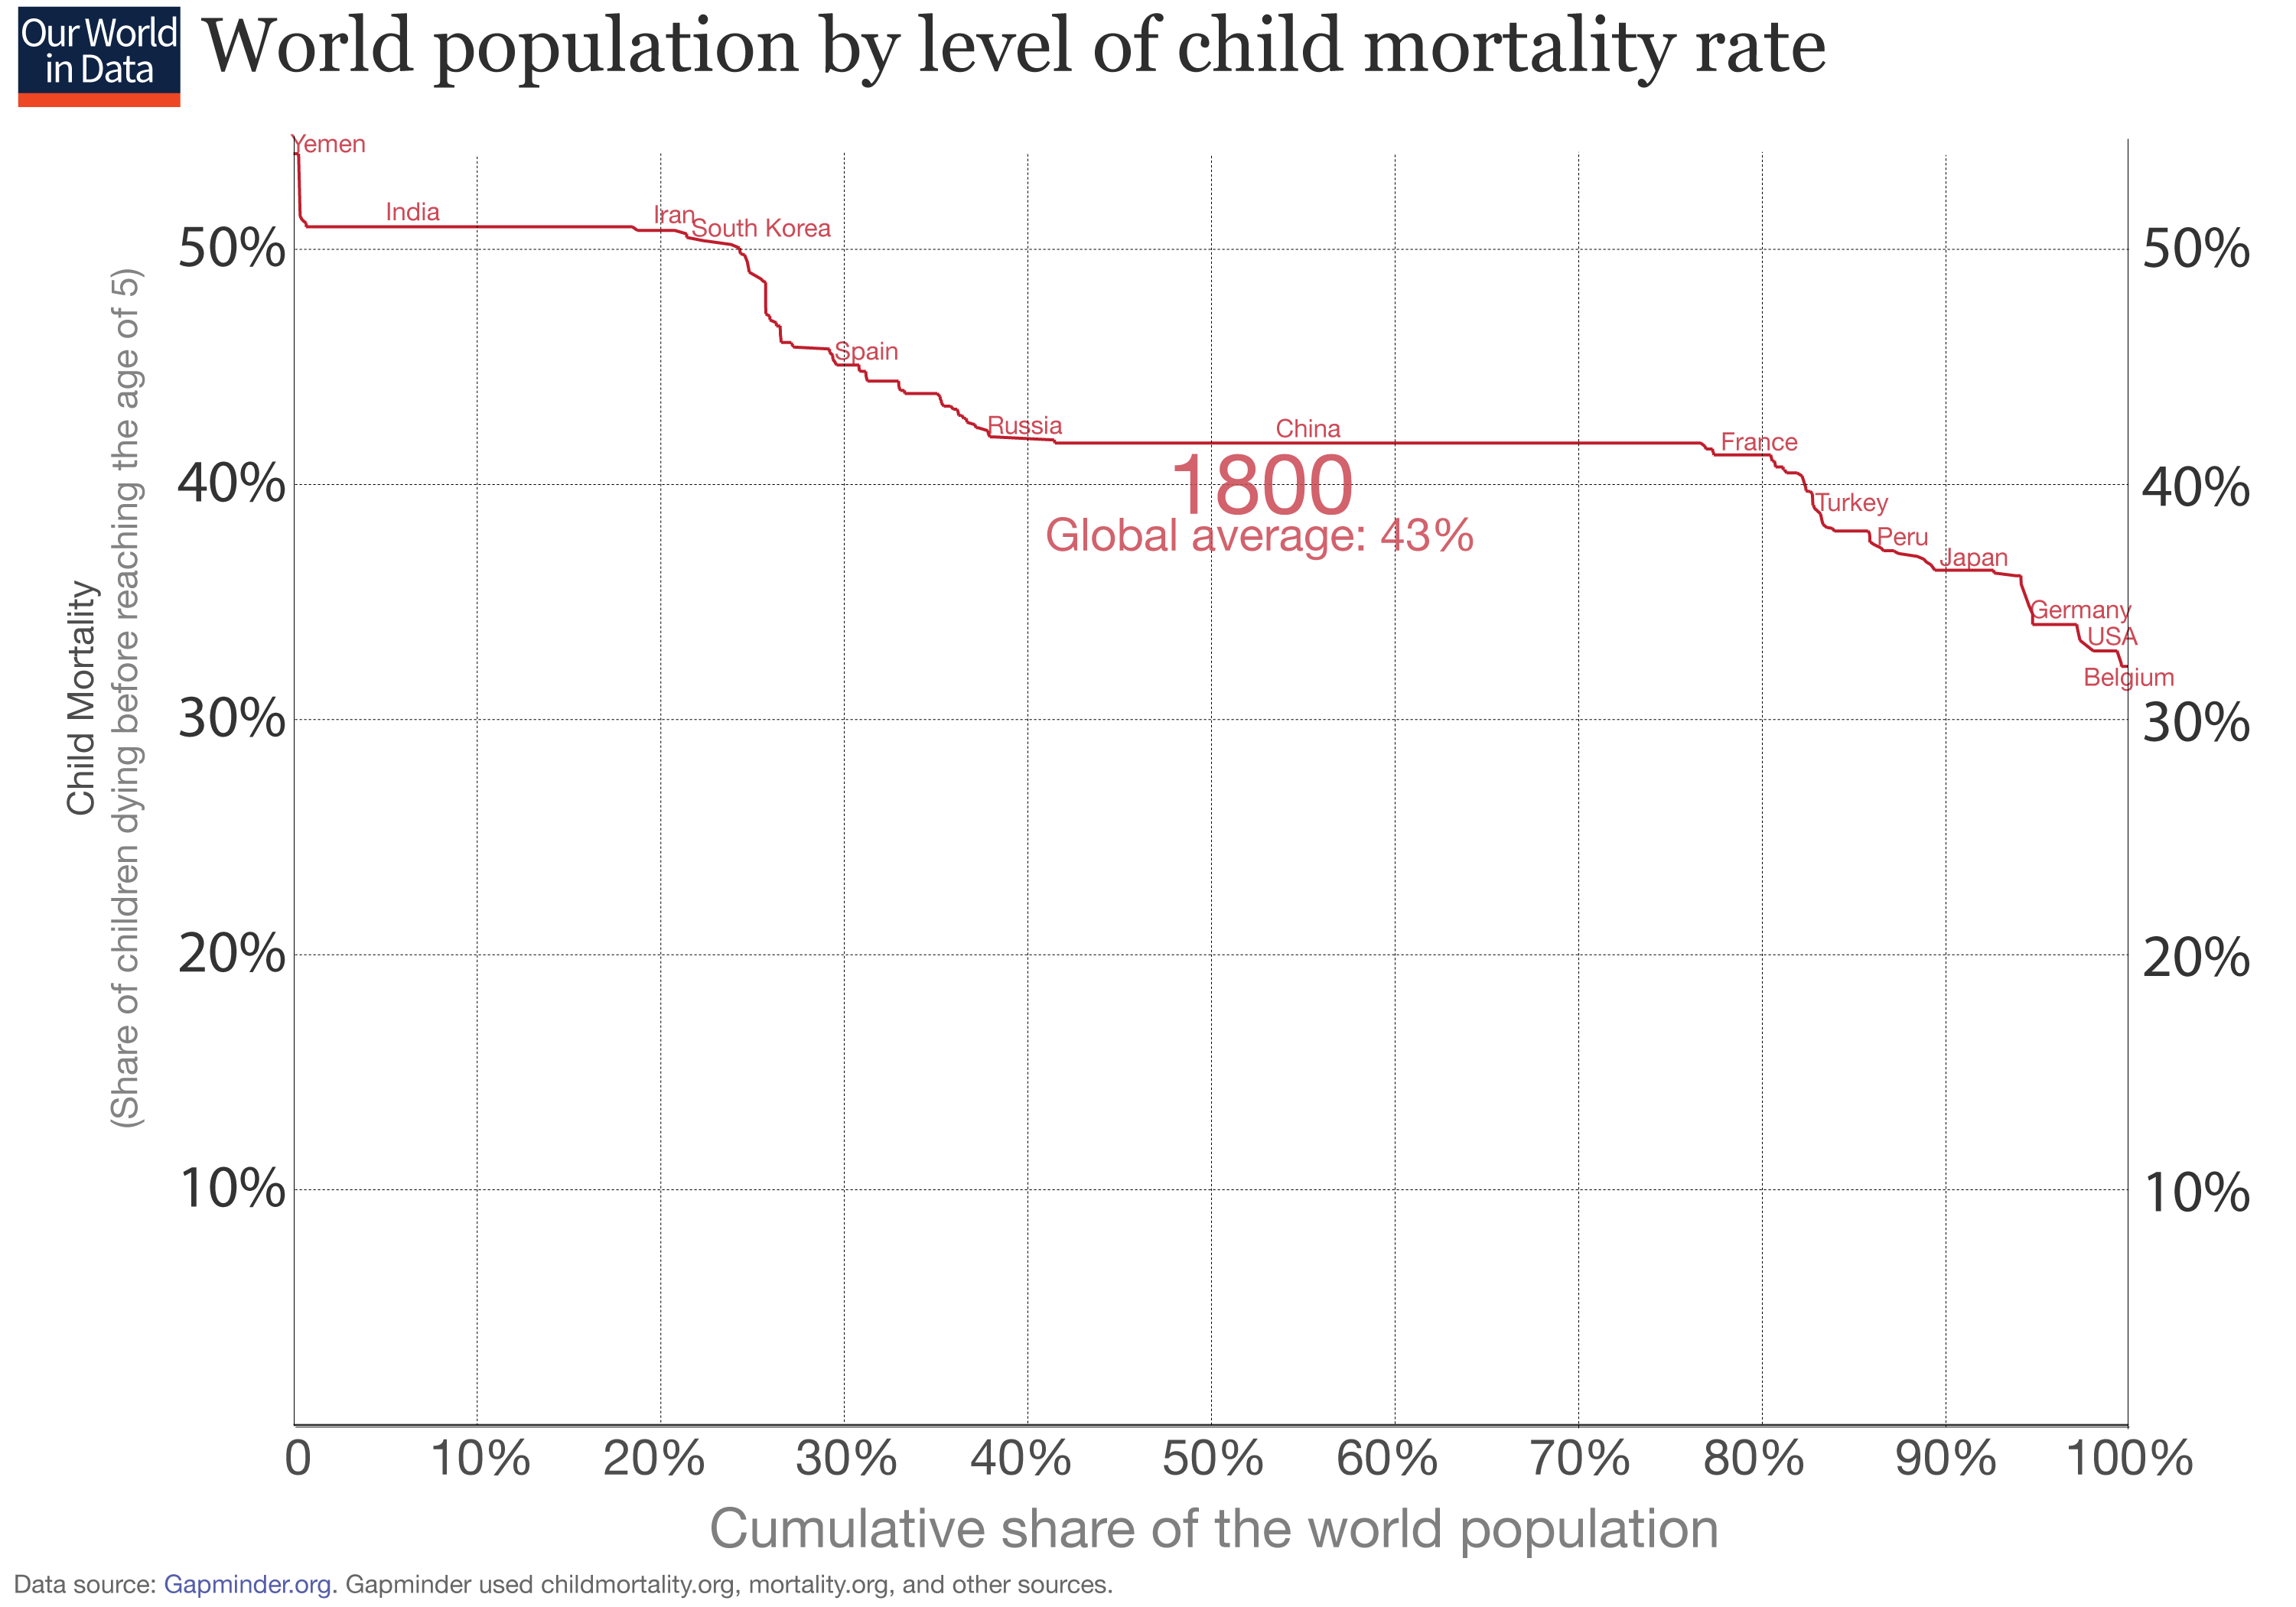 Our World
in Data
World population by level of child mortality rate
Yemen
India
Iran
South Korea
Spain
Russia
China
France
Turkey
Peru
Japan
Germany
USA
Belgium
1800
Global average: 43%
50%
40%
30%
20%
10%
50%
40%
30%
20%
10%
Child Mortality
(Share of children dying before reaching the age of 5)
0 10% 20% 30% 40% 50% 60% 70% 80% 90% 100%
Cumulative share of the world population
Data source: Gapminder.org. Gapminder used childmortality.org, mortality.org, and other sources.